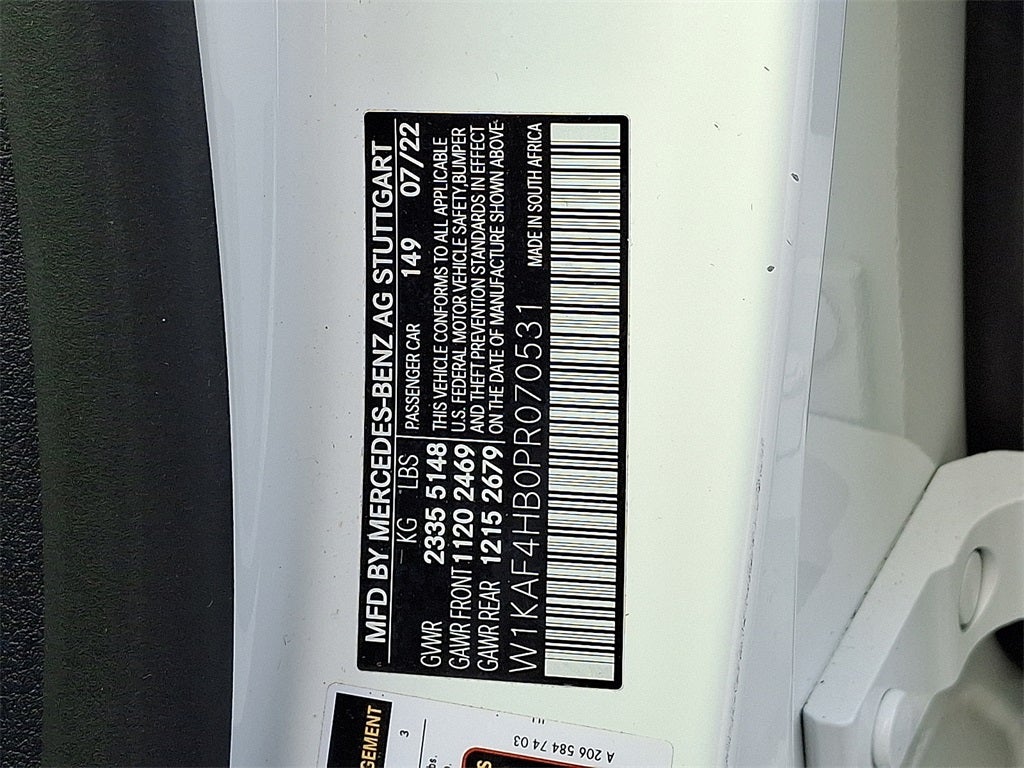 MFD BY MERCEDES-BENZ AG STUTTGART
KG LBS PASSENGER CAR 149 07/22
GVWR 2335 5148 THIS VEHICLE CONFORMS TO ALL APPLICABLE
GAWR FRONT 1120 2469 U.S. FEDERAL MOTOR VEHICLE SAFETY,BUMPER
AND THEFT PREVENTION STANDARDS IN EFFECT
GAWR REAR 1215 2679 ON THE DATE OF MANUFACTURE SHOWN ABOVE
W1KAF4HB0PR070531 MADE IN SOUTH AFRICA
GEMENT
3
bs.
A 206 584 74 03